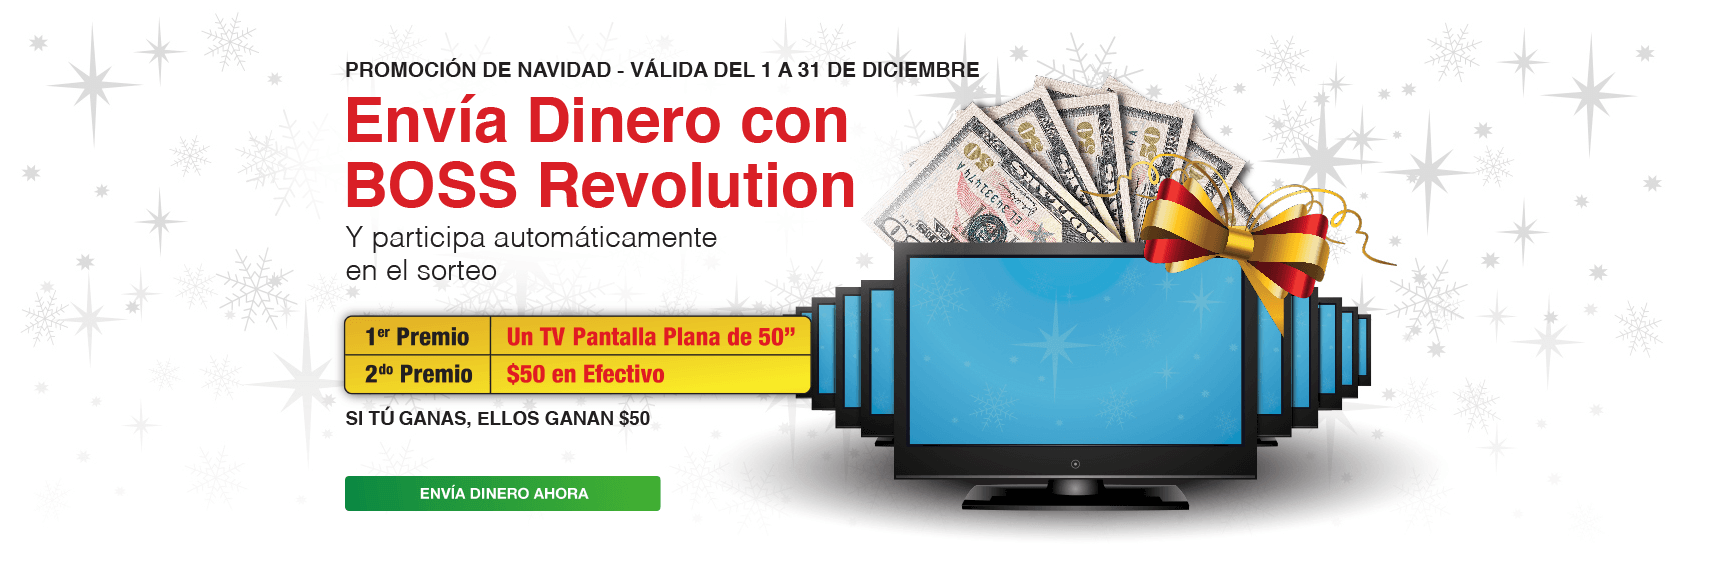 PROMOCIÓN DE NAVIDAD - VÁLIDA DEL 1 A 31 DE DICIEMBRE
Envía Dinero con
BOSS Revolution
Y participa automáticamente
en el sorteo
1er Premio Un TV Pantalla Plana de 50”
2do Premio $50 en Efectivo
SI TÚ GANAS, ELLOS GANAN $50
ENVÍA DINERO AHORA